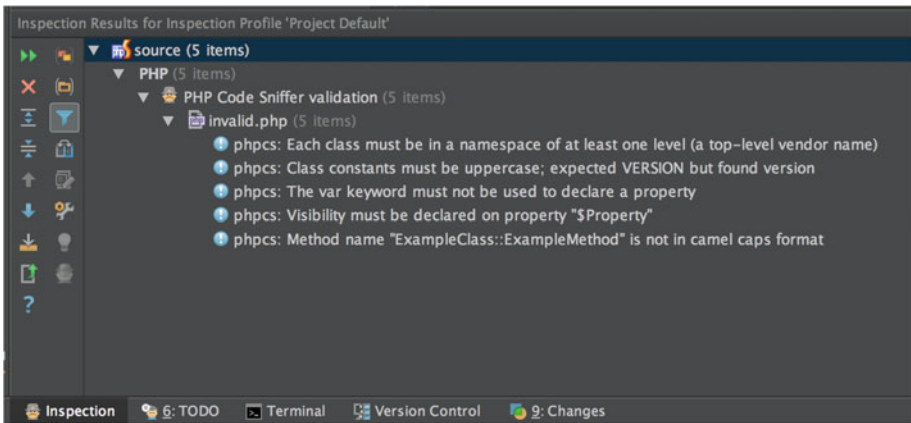 Inspection Results for Inspection Profile 'Project Default'
source (5 items)
PHP (5 items)
PHP Code Sniffer validation (5 items)
invalid.php (5 items)
phpcs: Each class must be in a namespace of at least one level (a top-level vendor name)
phpcs: Class constants must be uppercase; expected VERSION but found version
phpcs: The var keyword must not be used to declare a property
phpcs: Visibility must be declared on property "$Property"
phpcs: Method name "ExampleClass::ExampleMethod" is not in camel caps format
?
Inspection 6: TODO Terminal Version Control 9: Changes